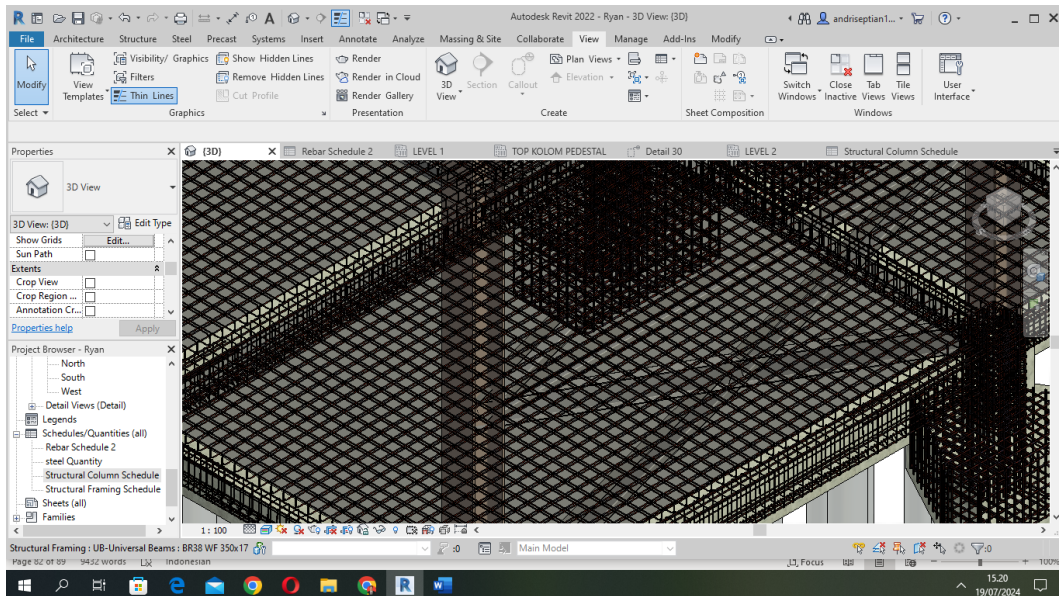 Autodesk Revit 2022 - Ryan - 3D View: {3D}
andriseptian1...
File Architecture Structure Steel Precast Systems Insert Annotate Analyze Massing & Site Collaborate View Manage Add-Ins Modify
Modify
View Templates
Visibility/ Graphics
Filters
Thin Lines
Show Hidden Lines
Remove Hidden Lines
Cut Profile
Render
Render in Cloud
Render Gallery
3D View
Section
Callout
Plan Views
Elevation
Switch Windows
Close Inactive
Tab Views
Tile Views
User Interface
Select Graphics Presentation Create Sheet Composition Windows
Properties
{3D} Rebar Schedule 2 LEVEL 1 TOP KOLOM PEDESTAL Detail 30 LEVEL 2 Structural Column Schedule
3D View
3D View: {3D} Edit Type
Show Grids Edit...
Sun Path
Extents
Crop View
Crop Region ...
Annotation Cr...
Properties help Apply
Project Browser - Ryan
North
South
West
Detail Views (Detail)
Legends
Schedules/Quantities (all)
Rebar Schedule 2
steel Quantity
Structural Column Schedule
Structural Framing Schedule
Sheets (all)
Families
1 : 100
Structural Framing : UB-Universal Beams : BR38 WF 350x17
:0
Main Model
:0
Page 82 of 89 9432 words Indonesian
Focus
100%
15.20
19/07/2024